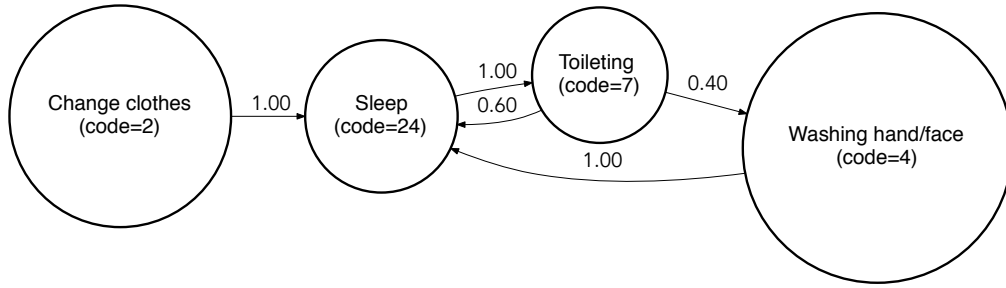 Change clothes
(code=2)
1.00
Sleep
(code=24)
1.00
0.60
Toileting
(code=7)
0.40
1.00
Washing hand/face
(code=4)